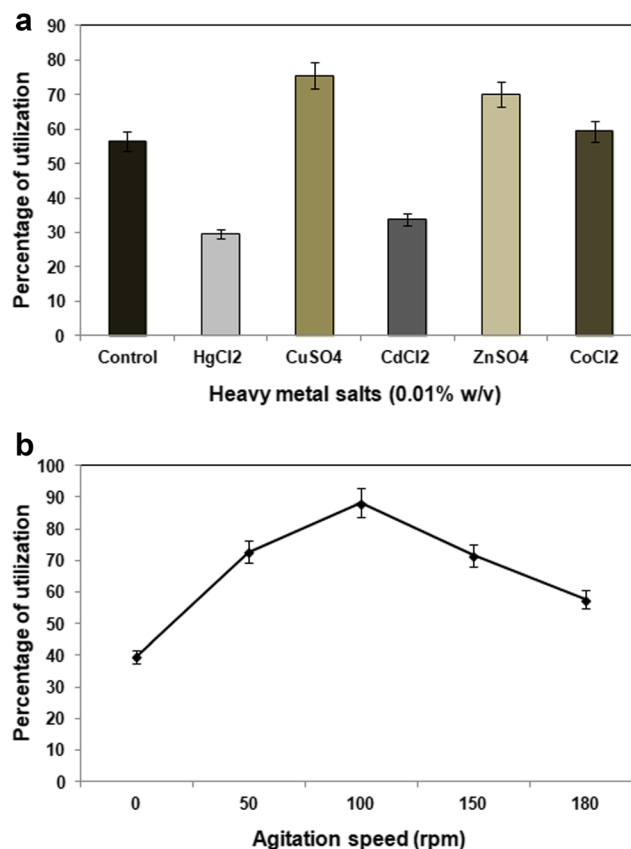 a
90
80
70
60
50
40
30
20
10
0
Percentage of utilization
Control HgCl2 CuSO4 CdCl2 ZnSO4 CoCl2
Heavy metal salts (0.01% w/v)
b
100
90
80
70
60
50
40
30
20
10
0
Percentage of utilization
0 50 100 150 180
Agitation speed (rpm)